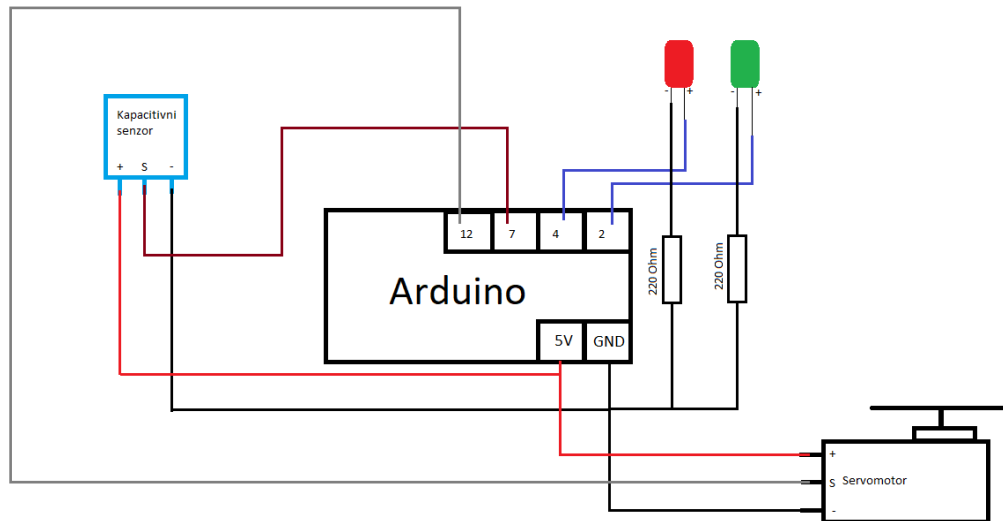 - + - +
Kapacitivni
senzor
+ S -
12 7 4 2
220 Ohm 220 Ohm
Arduino
5V GND
+
S Servomotor
-